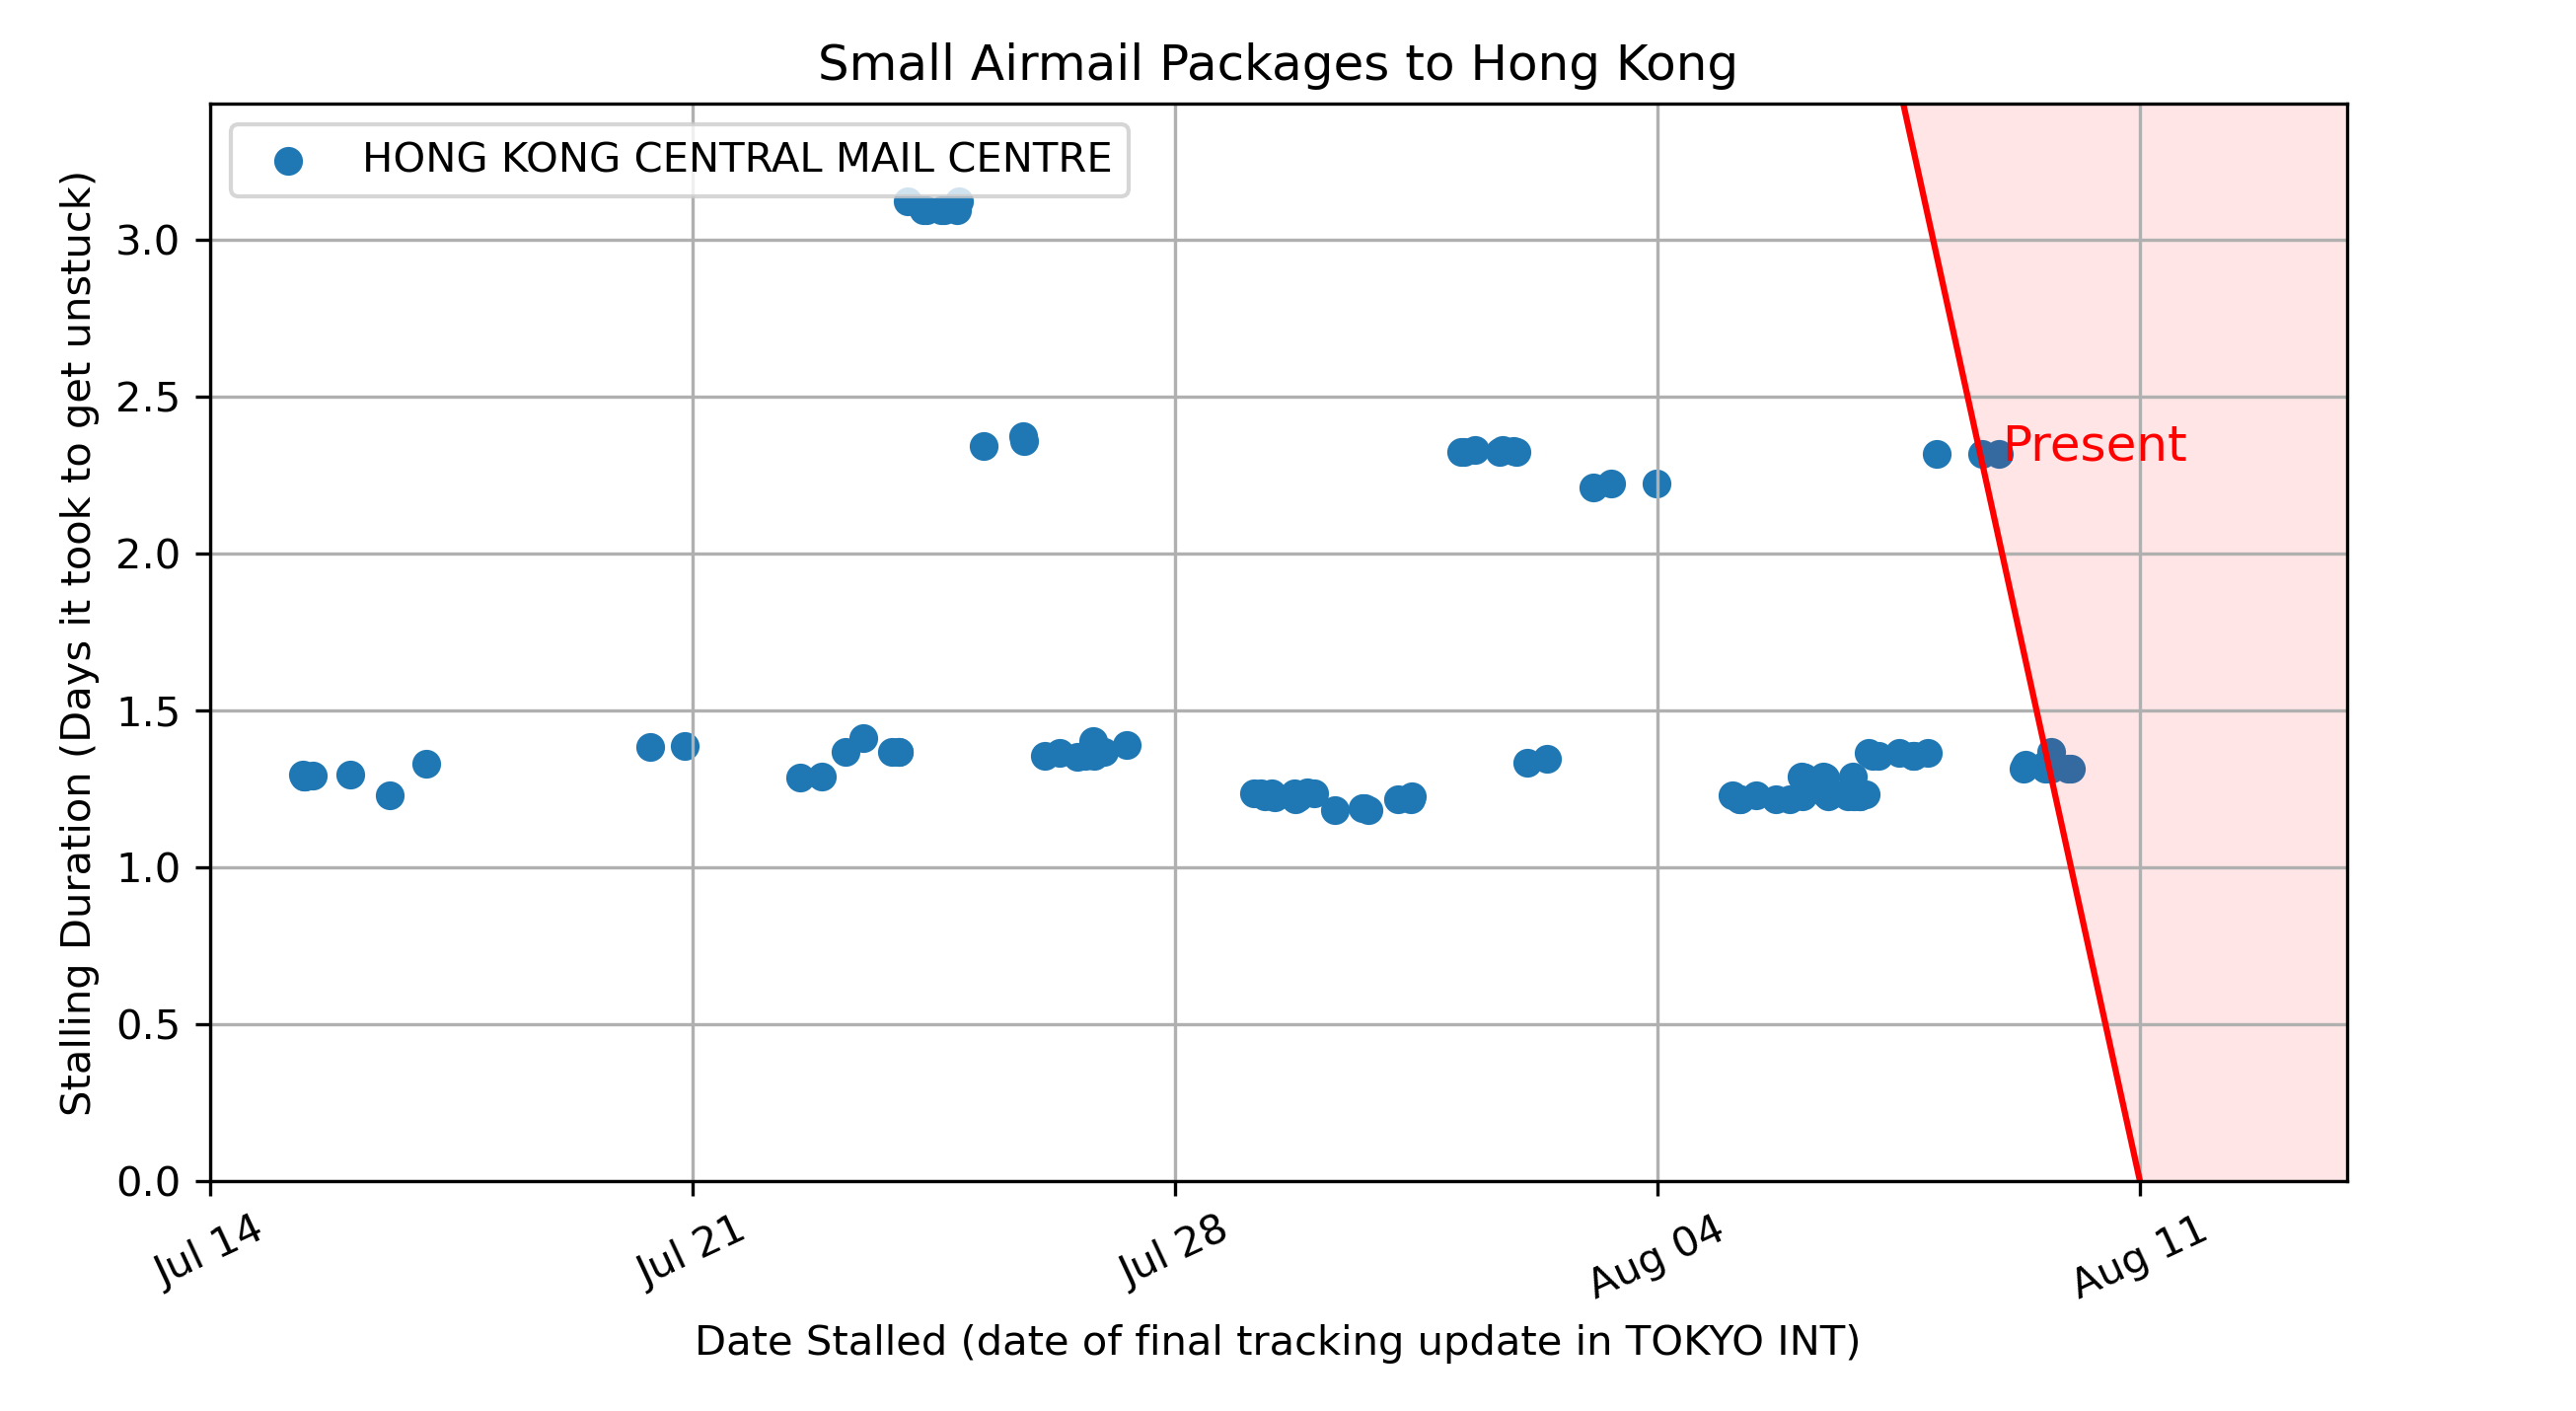 Small Airmail Packages to Hong Kong
HONG KONG CENTRAL MAIL CENTRE
Stalling Duration (Days it took to get unstuck)
3.0
2.5
2.0
1.5
1.0
0.5
0.0
Present
Jul 14
Jul 21
Jul 28
Aug 04
Aug 11
Date Stalled (date of final tracking update in TOKYO INT)